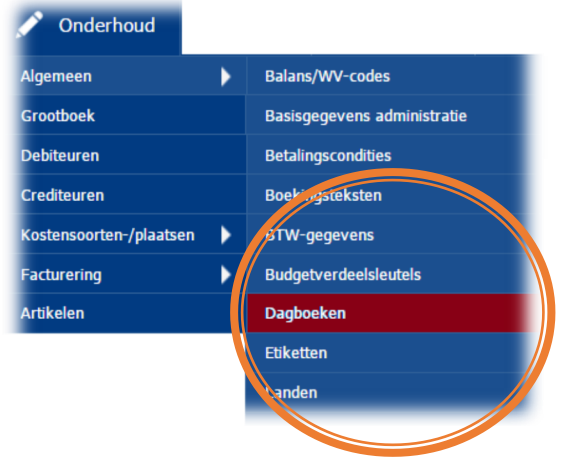 Onderhoud
Algemeen
Grootboek
Debiteuren
Crediteuren
Kostensoorten-/plaatsen
Facturering
Artikelen
Balans/WV-codes
Basisgegevens administratie
Betalingscondities
Boekingsteksten
BTW-gegevens
Budgetverdeelsleutels
Dagboeken
Etiketten
Landen